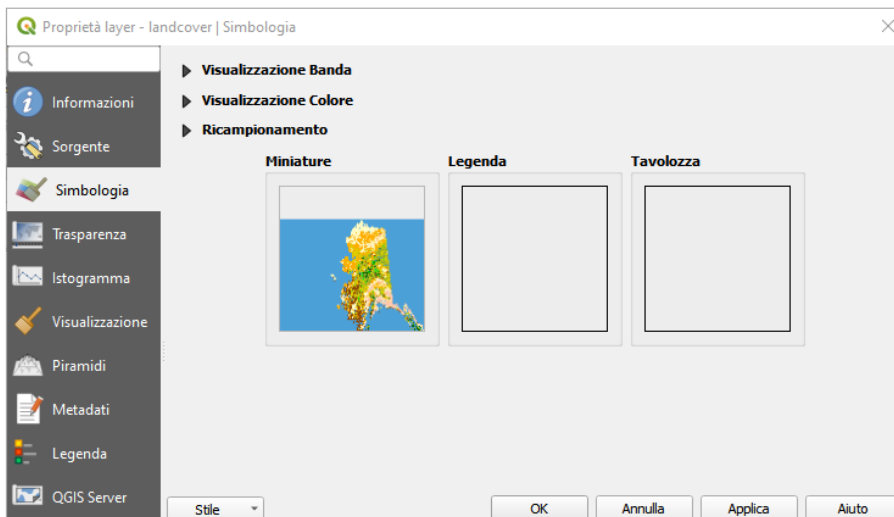 Proprietà layer - landcover | Simbologia
Informazioni
Sorgente
Simbologia
Trasparenza
Istogramma
Visualizzazione
Piramidi
Metadati
Legenda
QGIS Server
Visualizzazione Banda
Visualizzazione Colore
Ricampionamento
Miniature Legenda Tavolozza
Stile OK Annulla Applica Aiuto